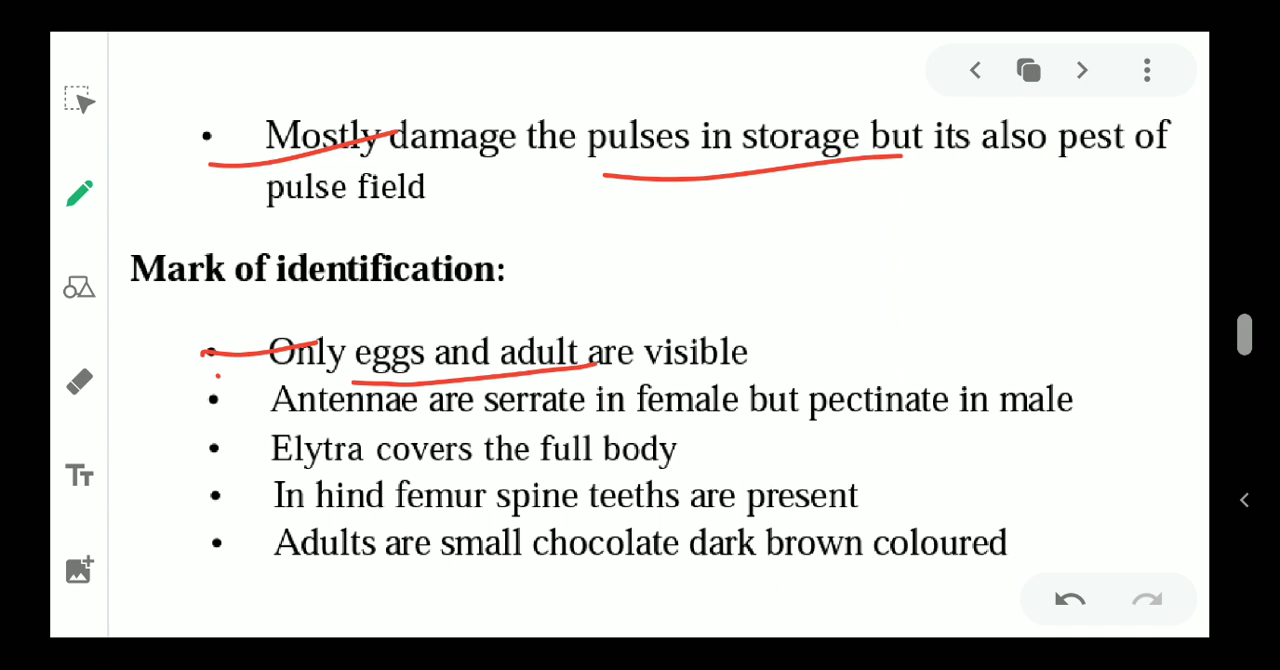 • Mostly damage the pulses in storage but its also pest of
pulse field
Mark of identification:
• Only eggs and adult are visible
• Antennae are serrate in female but pectinate in male
• Elytra covers the full body
• In hind femur spine teeths are present
• Adults are small chocolate dark brown coloured